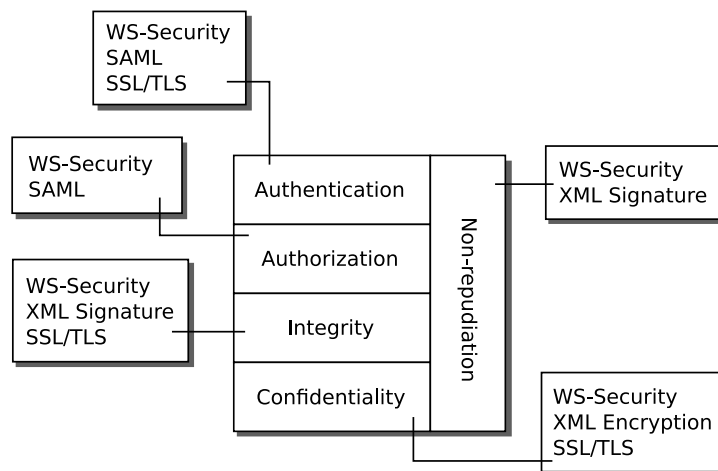 WS-Security
SAML
SSL/TLS
WS-Security
SAML
WS-Security
XML Signature
SSL/TLS
Authentication
Authorization
Integrity
Confidentiality
Non-repudiation
WS-Security
XML Signature
WS-Security
XML Encryption
SSL/TLS